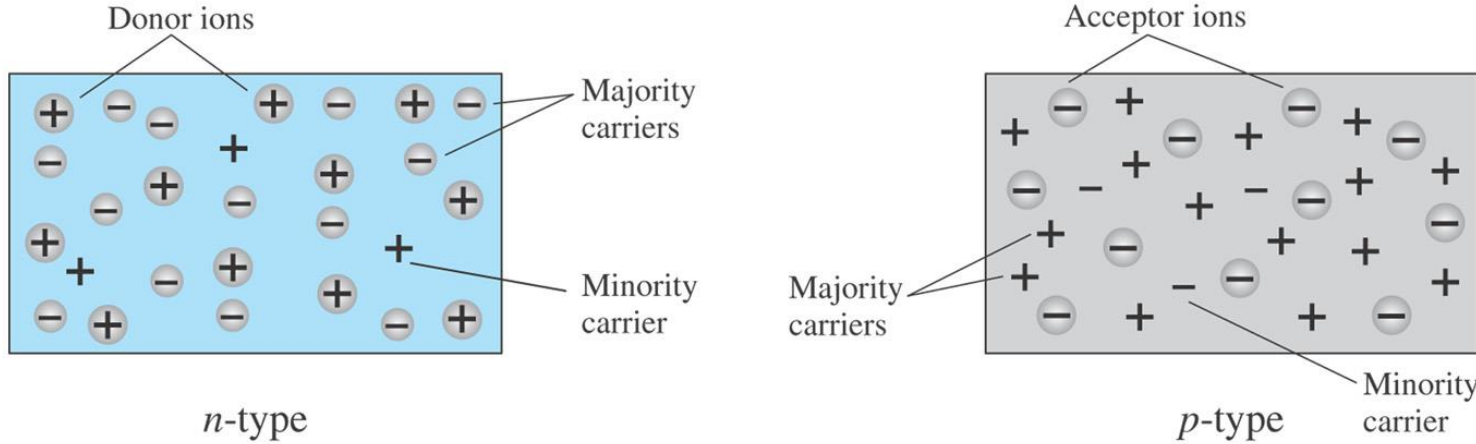 Donor ions
Majority
carriers
Minority
carrier
n-type
Acceptor ions
Majority
carriers
Minority
carrier
p-type